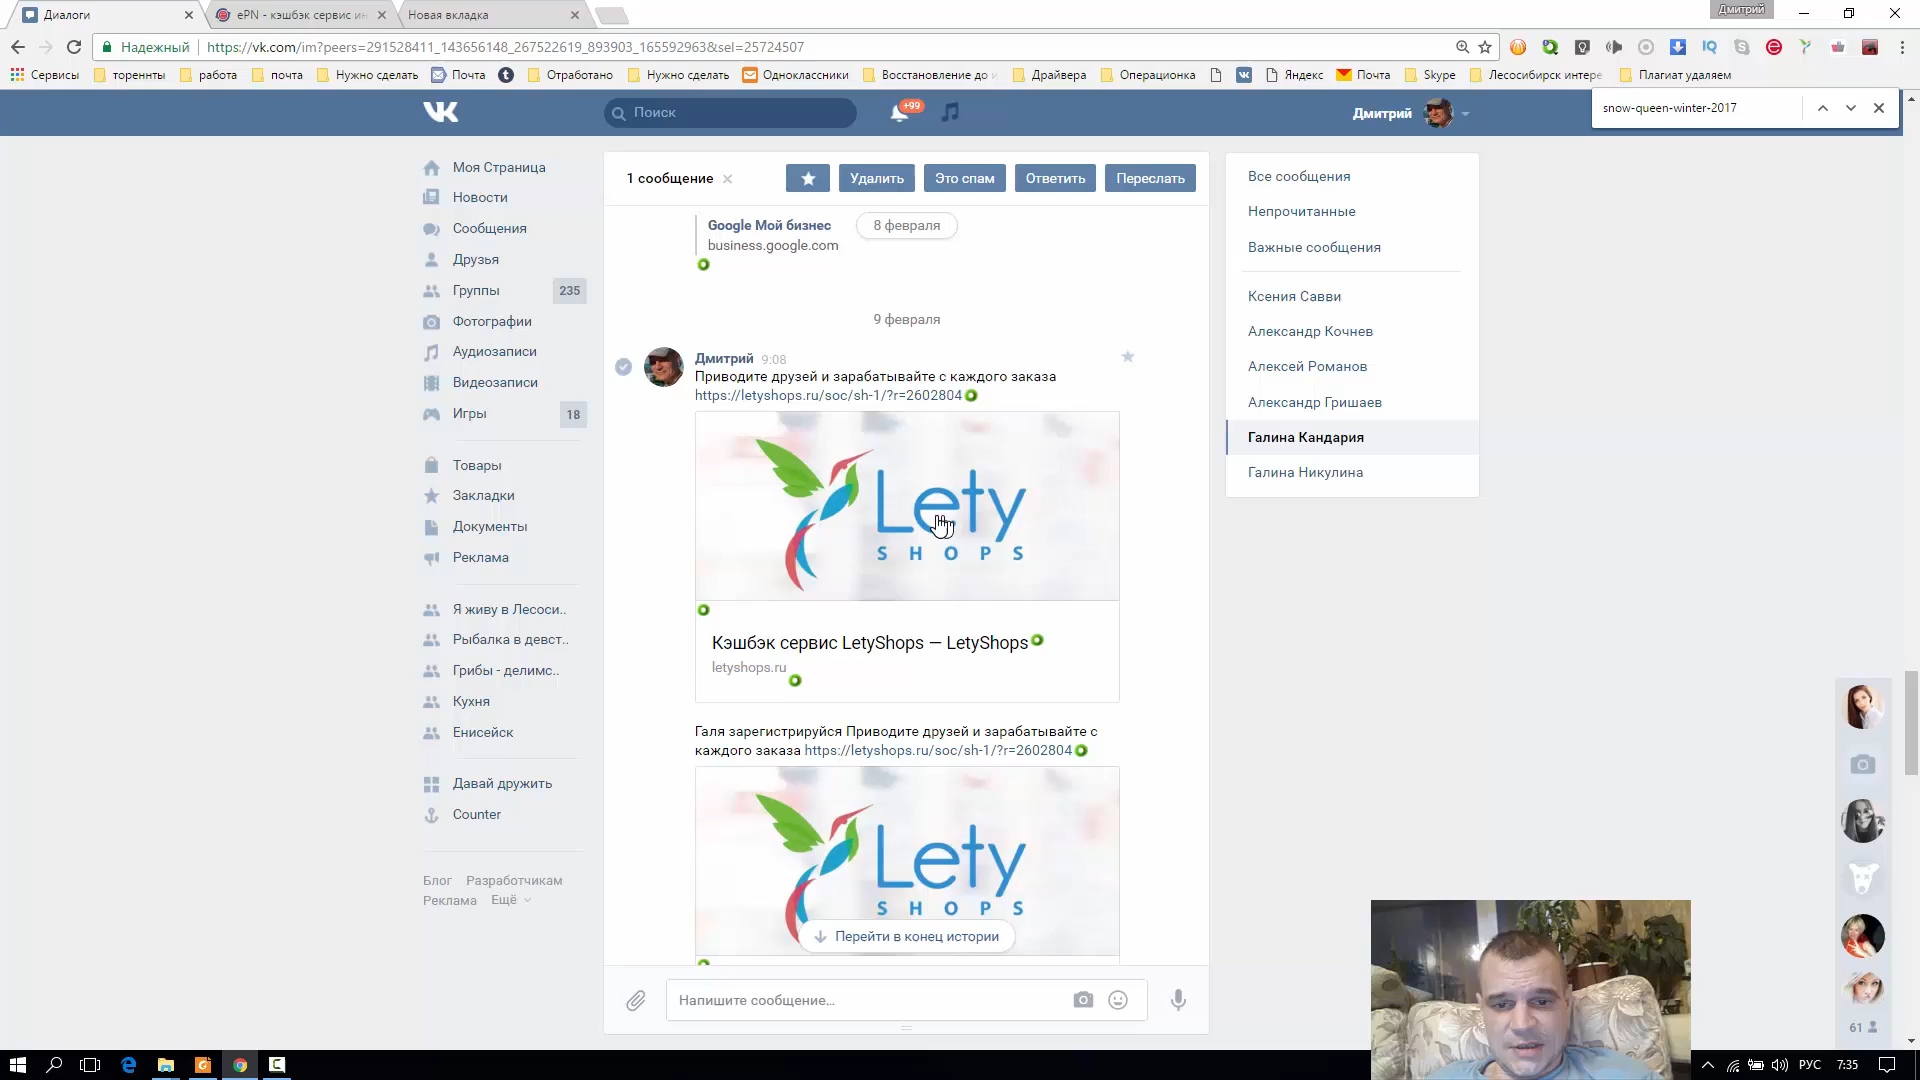 Диалоги
ePN - кэшбэк сервис ин
Новая вкладка
Дмитрий
Надежный
https://vk.com/im?peers=291528411_143656148_267522619_893903_165592963&sel=25724507
Сервисы
торентты
работа
почта
Нужно сделать
Почта
Отработано
Нужно сделать
Одноклассники
Восстановление до
Драйвера
Операционка
Яндекс
Почта
Skype
Лесосибирск интере
Плагиат удаляем
Поиск
+99
Дмитрий
snow-queen-winter-2017
Моя Страница
Новости
Сообщения
Друзья
Группы 235
Фотографии
Аудиозаписи
Видеозаписи
Игры 18
Товары
Закладки
Документы
Реклама
Я живу в Лесоси..
Рыбалка в девст..
Грибы - делимс..
Кухня
Енисейск
Давай дружить
Counter
Блог Разработчикам
Реклама Ещё
1 сообщение
Удалить
Это спам
Ответить
Переслать
Google Мой бизнес
business.google.com
8 февраля
9 февраля
Дмитрий 9:08
Приводите друзей и зарабатывайте с каждого заказа
https://letyshops.ru/soc/sh-1/?r=2602804
Lety
SHOPS
Кэшбэк сервис LetyShops — LetyShops
letyshops.ru
Галя зарегистрируйся Приводите друзей и зарабатывайте с
каждого заказа https://letyshops.ru/soc/sh-1/?r=2602804
Lety
SHOPS
Перейти в конец истории
Напишите сообщение...
Все сообщения
Непрочитанные
Важные сообщения
Ксения Савви
Александр Кочнев
Алексей Романов
Александр Гришаев
Галина Кандария
Галина Никулина
61
РУС
7:35